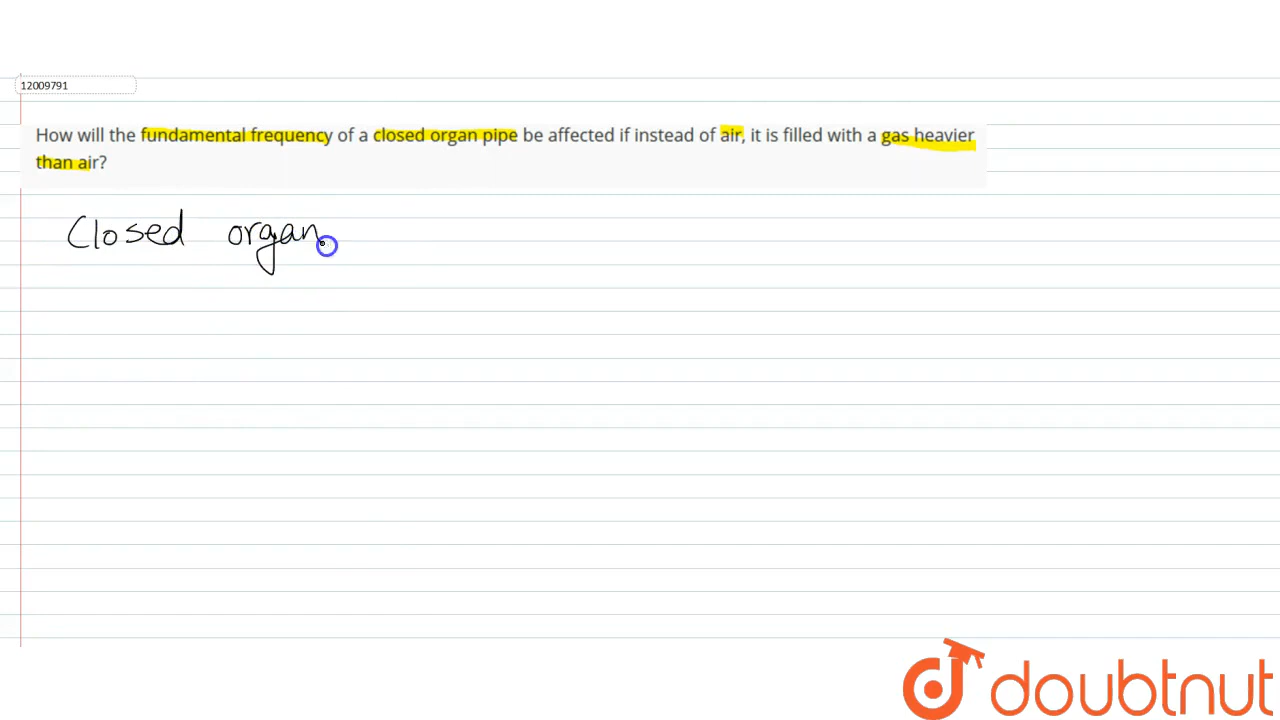 12009791
How will the fundamental frequency of a closed organ pipe be affected if instead of air, it is filled with a gas heavier
than air?
Closed organ
doubtnut